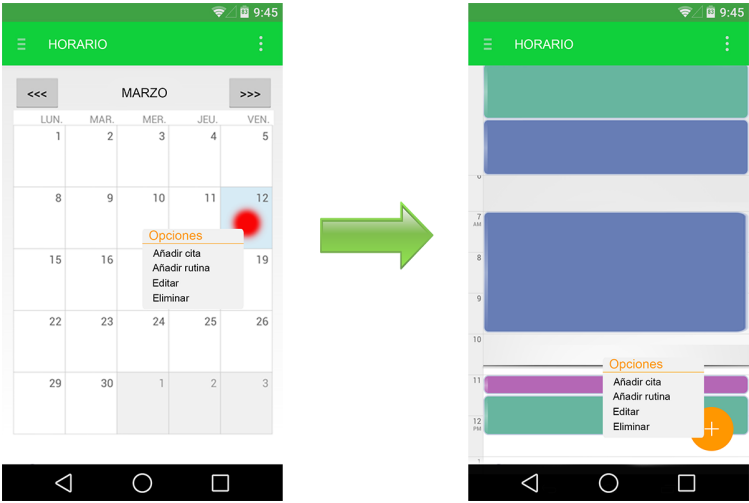 9:45
HORARIO
<<< MARZO >>>
LUN. MAR. MER. JEU. VEN.
1 2 3 4 5
8 9 10 11 12
Opciones
15 16 19
Añadir cita
Añadir rutina
Editar
Eliminar
22 23 24 25 26
29 30 1 2 3
9:45
HORARIO
7
AM
8
9
10
Opciones
11
Añadir cita
Añadir rutina
Editar
12
PM
Eliminar